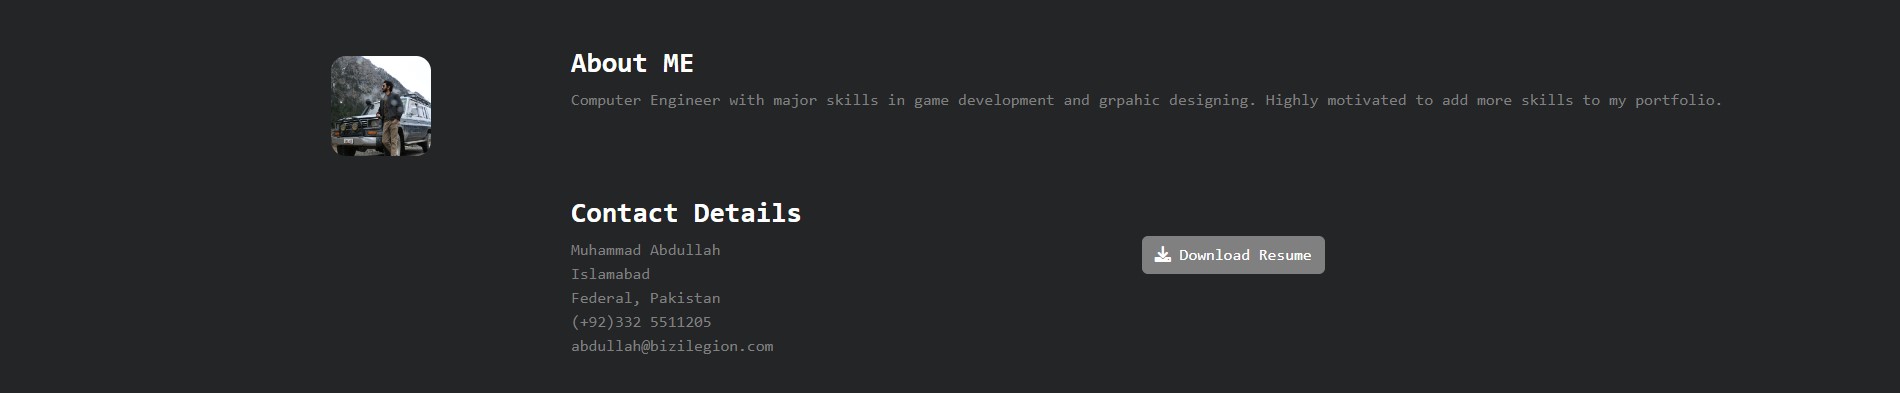 About ME
Computer Engineer with major skills in game development and grpahic designing. Highly motivated to add more skills to my portfolio.
Contact Details
Muhammad Abdullah
Islamabad
Federal, Pakistan
(+92)332 5511205
abdullah@bizilegion.com
Download Resume